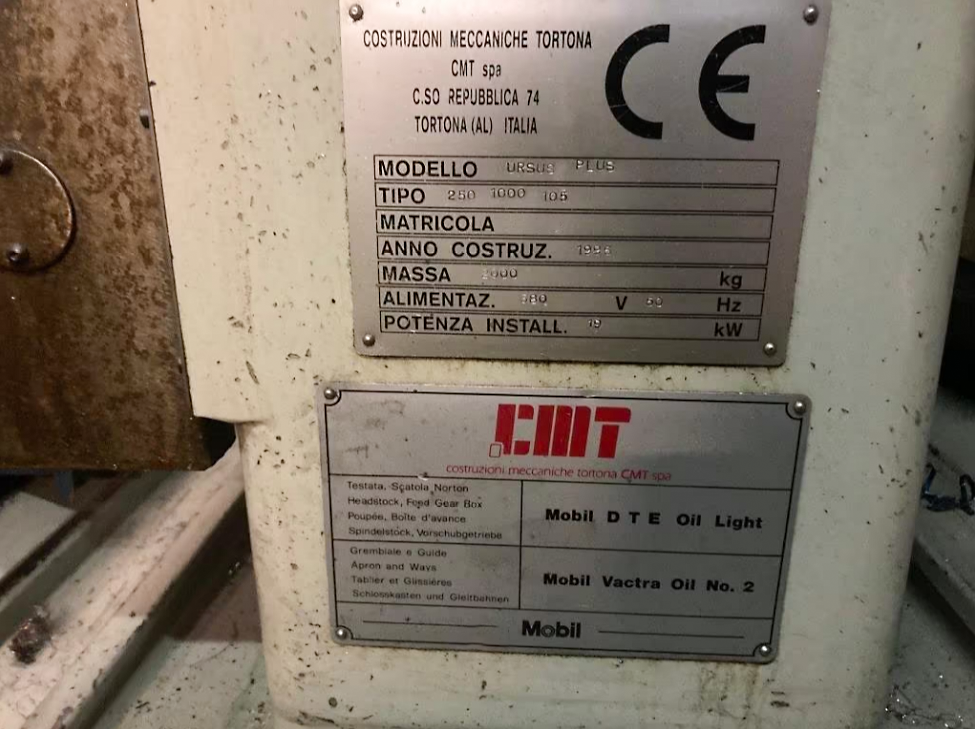 COSTRUZIONI MECCANICHE TORTONA
CMT spa
C.SO REPUBBLICA 74
TORTONA (AL) ITALIA
CE
MODELLO URSUS PLUS
TIPO 250 1000 105
MATRICOLA
ANNO COSTRUZ.
MASSA kg
ALIMENTAZ. 380 V 50 Hz
POTENZA INSTALL. kW
CMT
costruzioni meccaniche tortona CMT spa
Testata, Scatola Norton
Headstock, Feed Gear Box
Poupée, Boîte d'avance
Spindelstock, Vorschubgetriebe
Mobil D T E Oil Light
Grembiale e Guide
Apron and Ways
Tablier et Glissières
Schlosskasten und Gleitbahnen
Mobil Vactra Oil No. 2
Mobil